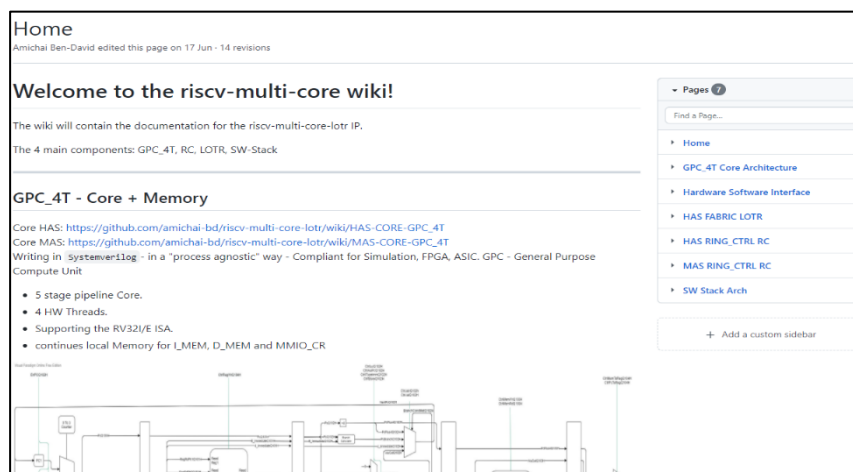 Home
Amichai Ben-David edited this page on 17 Jun · 14 revisions
Welcome to the riscv-multi-core wiki!
The wiki will contain the documentation for the riscv-multi-core-lotr IP.
The 4 main components: GPC_4T, RC, LOTR, SW-Stack
GPC_4T - Core + Memory
Core HAS: https://github.com/amichai-bd/riscv-multi-core-lotr/wiki/HAS-CORE-GPC_4T
Core MAS: https://github.com/amichai-bd/riscv-multi-core-lotr/wiki/MAS-CORE-GPC_4T
Writing in Systemverilog - in a "process agnostic" way - Compliant for Simulation, FPGA, ASIC. GPC - General Purpose
Compute Unit
• 5 stage pipeline Core.
• 4 HW Threads.
• Supporting the RV32I/E ISA.
• continues local Memory for I_MEM, D_MEM and MMIO_CR
Pages 7
Find a Page...
Home
GPC_4T Core Architecture
Hardware Software Interface
HAS FABRIC LOTR
HAS RING_CTRL RC
MAS RING_CTRL RC
SW Stack Arch
+ Add a custom sidebar